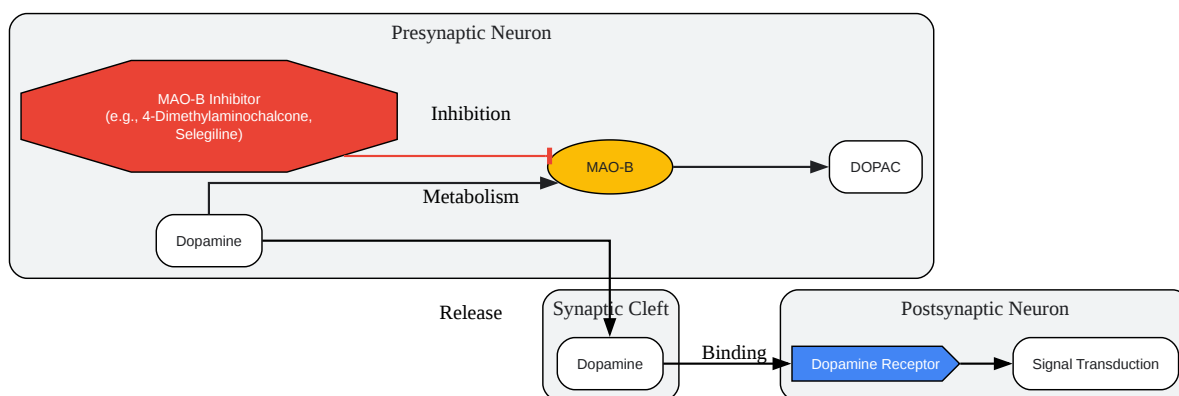 Presynaptic Neuron
MAO-B Inhibitor
(e.g., 4-Dimethylaminochalcone,
Selegiline)
Inhibition
MAO-B
DOPAC
Metabolism
Dopamine
Release
Synaptic Cleft
Postsynaptic Neuron
Dopamine
Binding
Dopamine Receptor
Signal Transduction